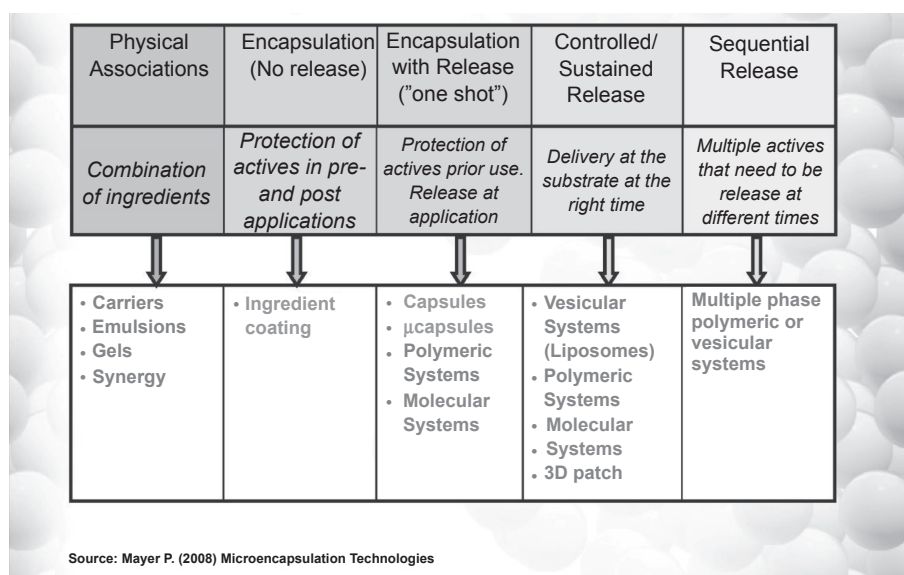 Physical
Associations
Encapsulation
(No release)
Encapsulation
with Release
(”one shot”)
Controlled/
Sustained
Release
Sequential
Release
Combination
of ingredients
Protection of
actives in pre-
and post
applications
Protection of
actives prior use.
Release at
application
Delivery at the
substrate at the
right time
Multiple actives
that need to be
release at
different times
• Carriers
• Emulsions
• Gels
• Synergy
• Ingredient
coating
• Capsules
• μcapsules
• Polymeric
Systems
• Molecular
Systems
• Vesicular
Systems
(Liposomes)
• Polymeric
Systems
• Molecular
• Systems
• 3D patch
Multiple phase
polymeric or
vesicular
systems
Source: Mayer P. (2008) Microencapsulation Technologies